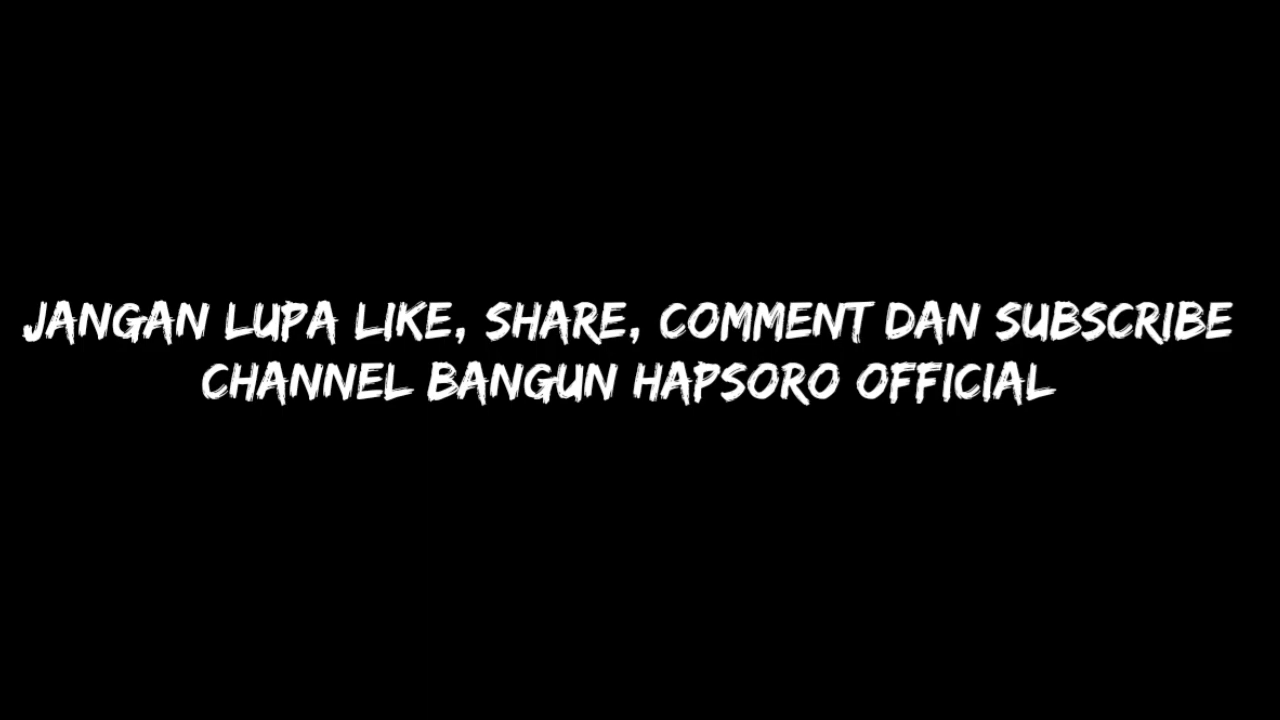 JANGAN LUPA LIKE, SHARE, COMMENT DAN SUBSCRIBE
CHANNEL BANGUN HAPSORO OFFICIAL